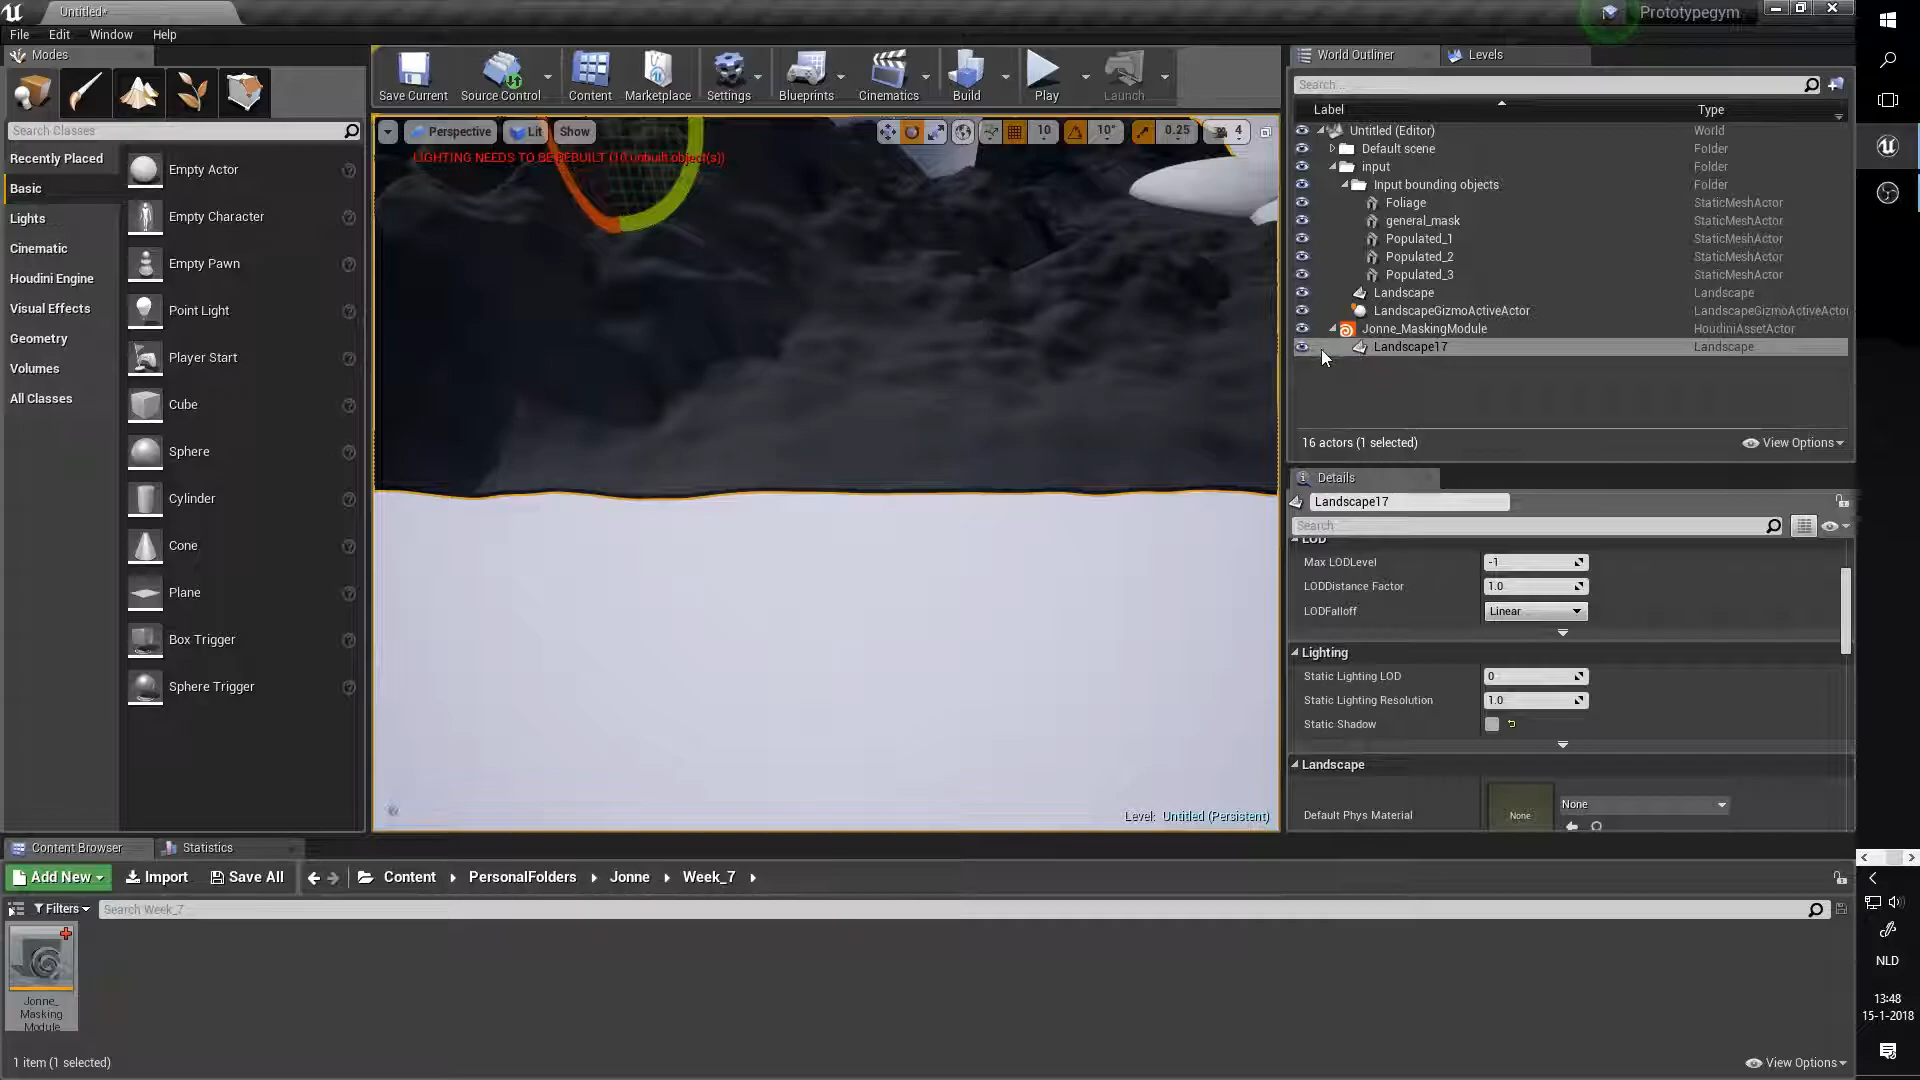 Untitled*
Prototypegym
File Edit Window Help
Modes
Search Classes
Recently Placed
Basic
Lights
Cinematic
Houdini Engine
Visual Effects
Geometry
Volumes
All Classes
Empty Actor
Empty Character
Empty Pawn
Point Light
Player Start
Cube
Sphere
Cylinder
Cone
Plane
Box Trigger
Sphere Trigger
Save Current Source Control Content Marketplace Settings Blueprints Cinematics Build Play Launch
Perspective Lit Show 10 10° 0.25 4
LIGHTING NEEDS TO BE REBUILT (10 unbuilt object(s))
Level: Untitled (Persistent)
World Outliner Levels
Search...
Label Type
Untitled (Editor) World
Default scene Folder
input Folder
Input bounding objects Folder
Foliage StaticMeshActor
general_mask StaticMeshActor
Populated_1 StaticMeshActor
Populated_2 StaticMeshActor
Populated_3 StaticMeshActor
Landscape Landscape
LandscapeGizmoActiveActor LandscapeGizmoActiveActor
Jonne_MaskingModule HoudiniAssetActor
Landscape17 Landscape
16 actors (1 selected) View Options
Details
Landscape17
Search
LOD
Max LODLevel -1
LODDistance Factor 1.0
LODFalloff Linear
Lighting
Static Lighting LOD 0
Static Lighting Resolution 1.0
Static Shadow
Landscape
Default Phys Material None None
Content Browser Statistics
Add New Import Save All Content PersonalFolders Jonne Week_7
Filters Search Week_7
Jonne_
Masking
Module
1 item (1 selected) View Options
NLD
13:48
15-1-2018